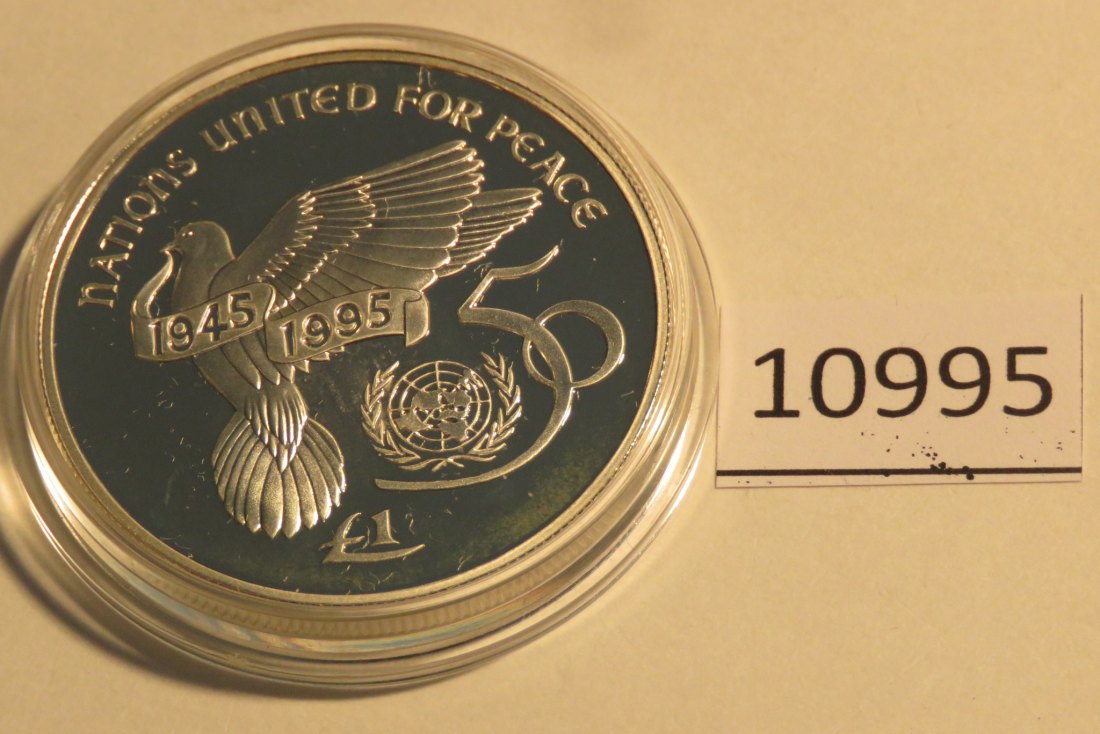 NATIONS UNITED FOR PEACE
1945 1995
50
£1
10995